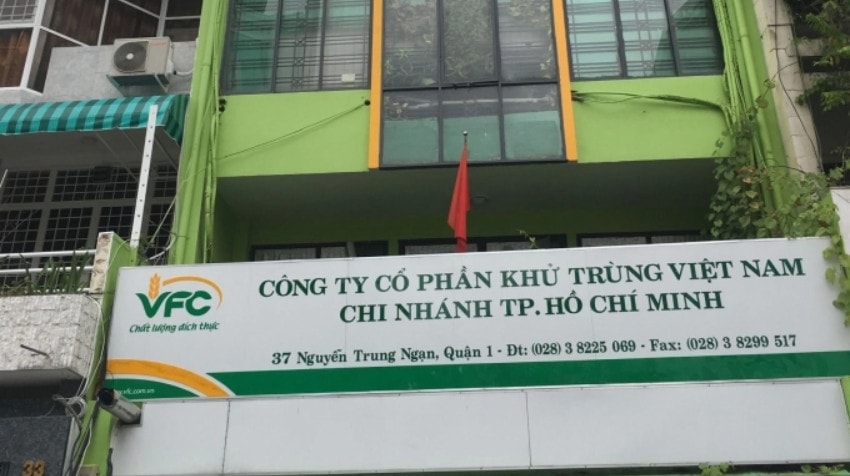 CÔNG TY CỔ PHẦN KHỬ TRÙNG VIỆT NAM
CHI NHÁNH TP. HỒ CHÍ MINH
VFC
Chất lượng đích thực
37 Nguyễn Trung Ngạn, Quận 1 - Đt: (028) 3 8225 069 - Fax: (028) 3 8299 517
.vfc.com.vn
33